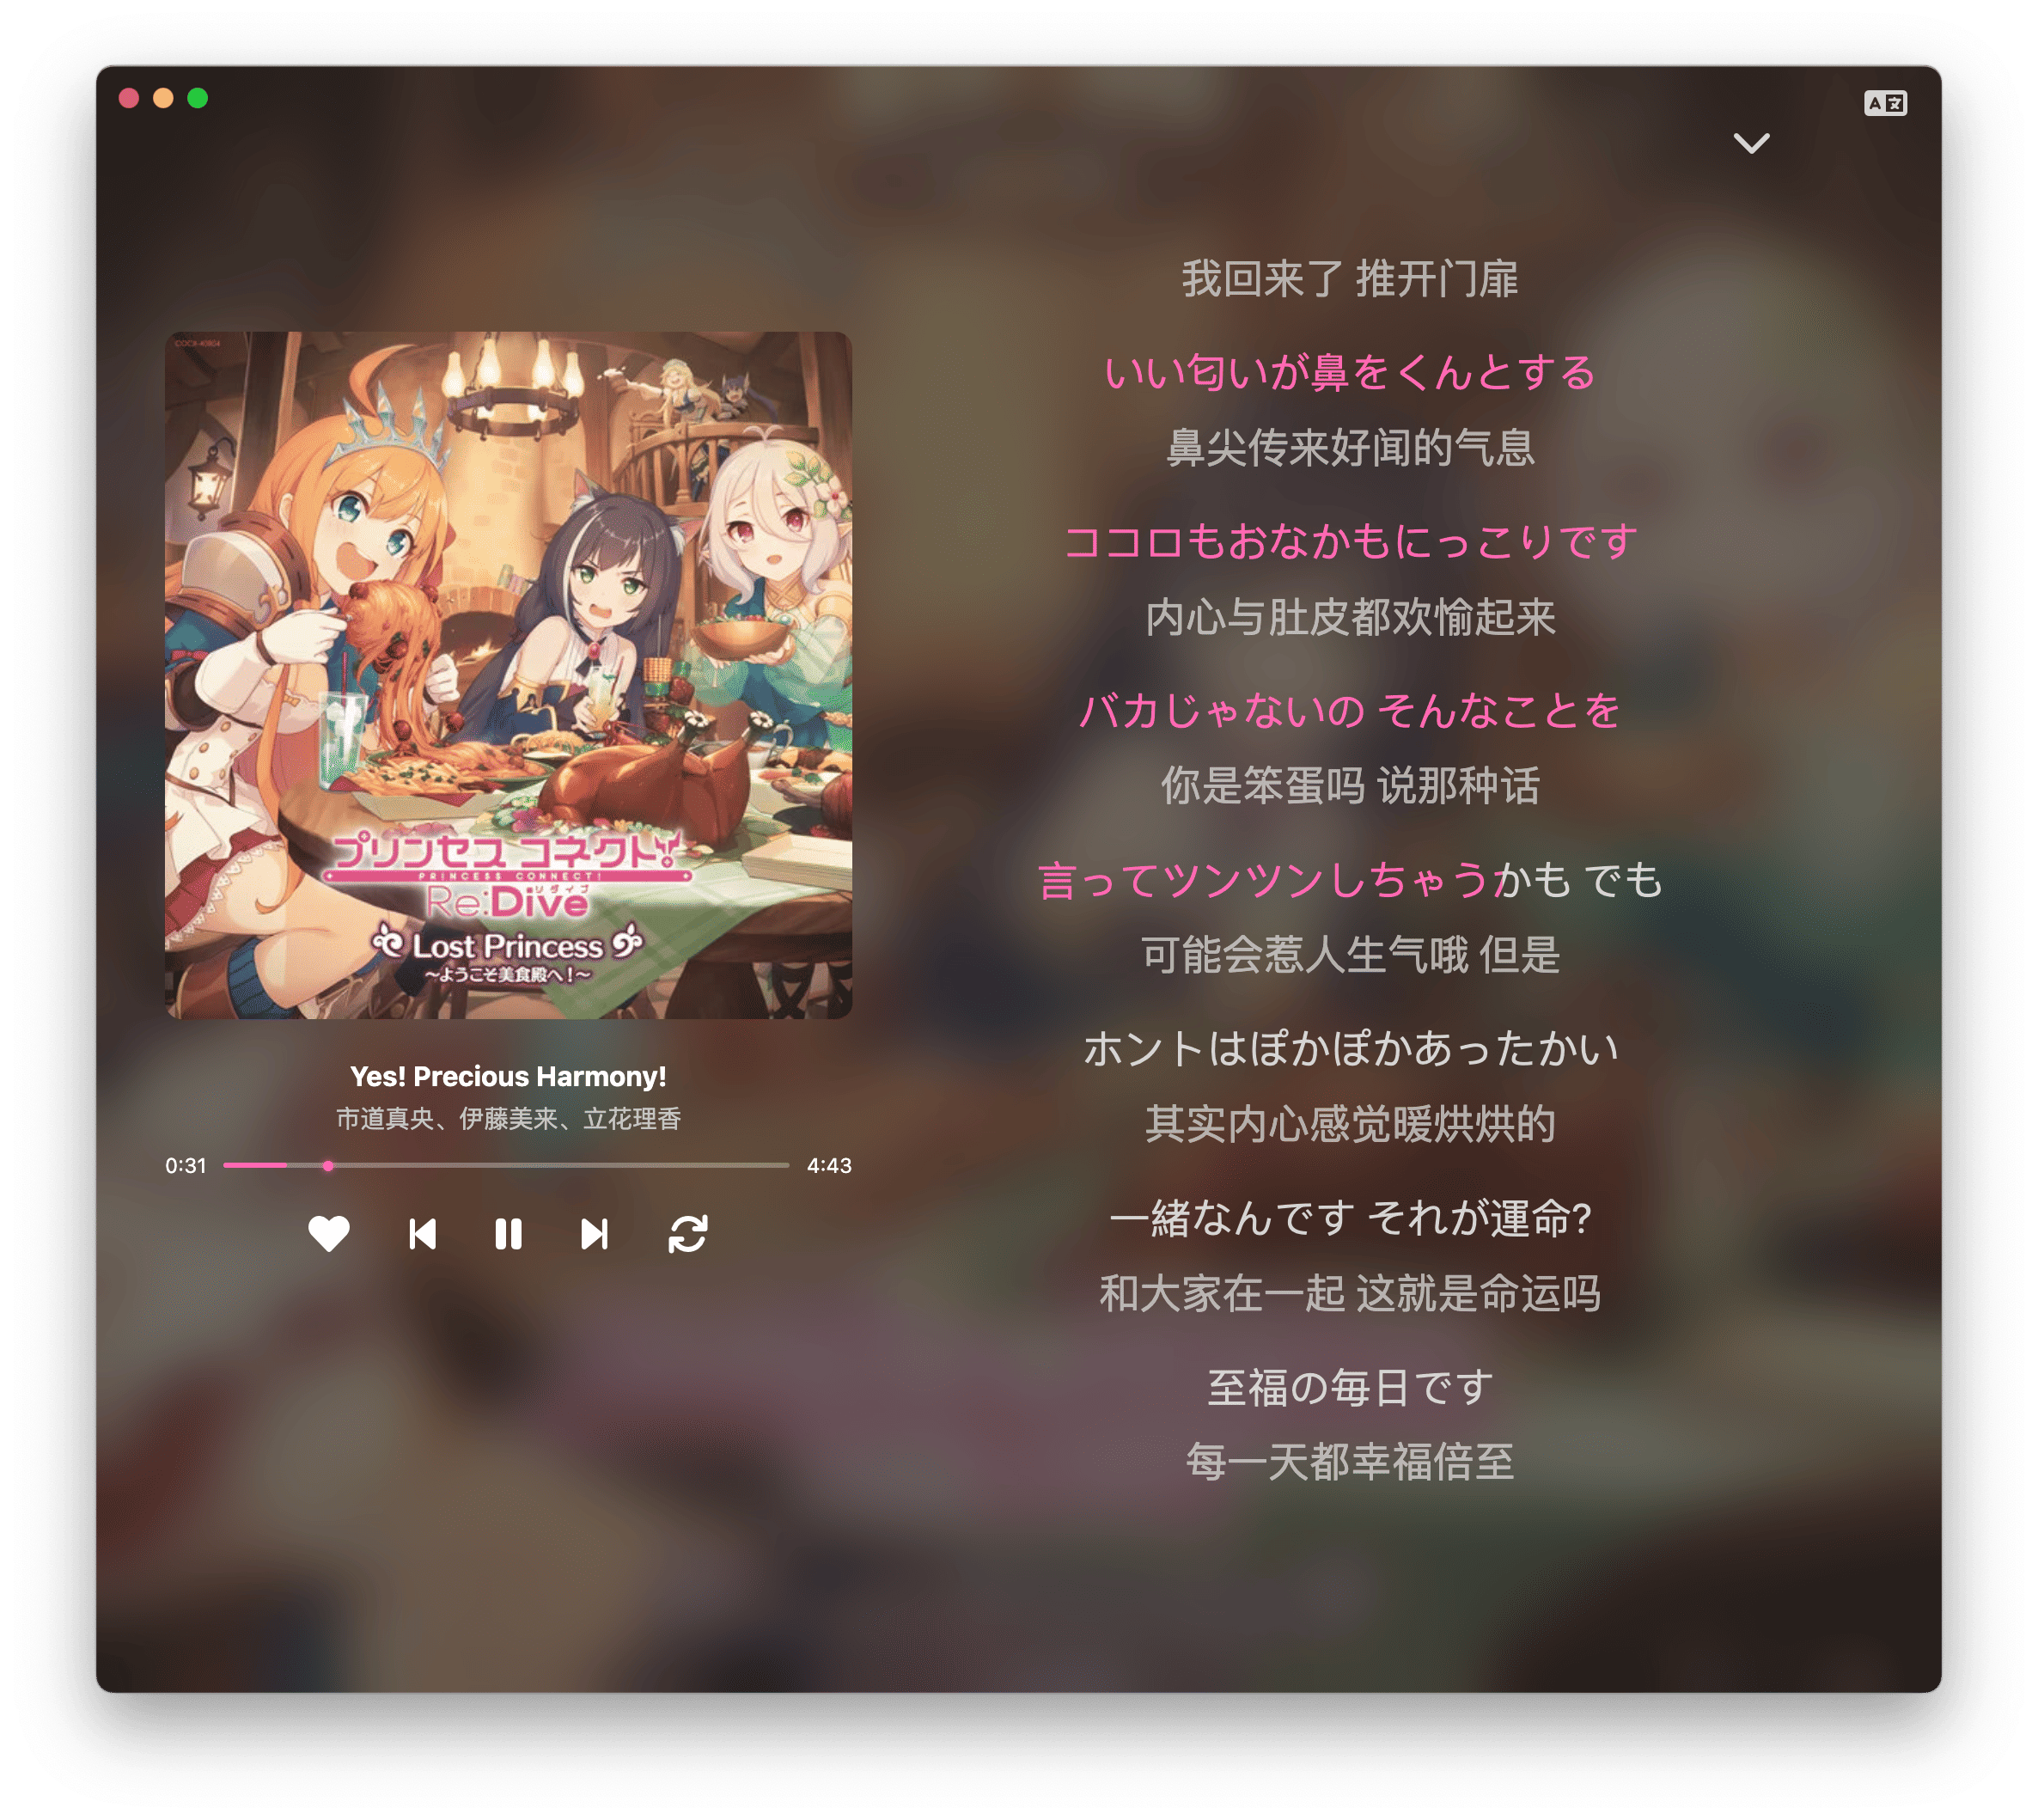 A 文
COCX-40804
プリンセスコネクト!
PRINCESS CONNECT!
Re:Dive
リダイブ
Lost Princess
～ようこそ美食殿へ！～
Yes! Precious Harmony!
市道真央、伊藤美来、立花理香
0:31
4:43
我回来了 推开门扉
いい匂いが鼻をくんとする
鼻尖传来好闻的气息
ココロもおなかもにっこりです
内心与肚皮都欢愉起来
バカじゃないの そんなことを
你是笨蛋吗 说那种话
言ってツンツンしちゃうかも でも
可能会惹人生气哦 但是
ホントはぽかぽかあったかい
其实内心感觉暖烘烘的
一緒なんです それが運命?
和大家在一起 这就是命运吗
至福の毎日です
每一天都幸福倍至